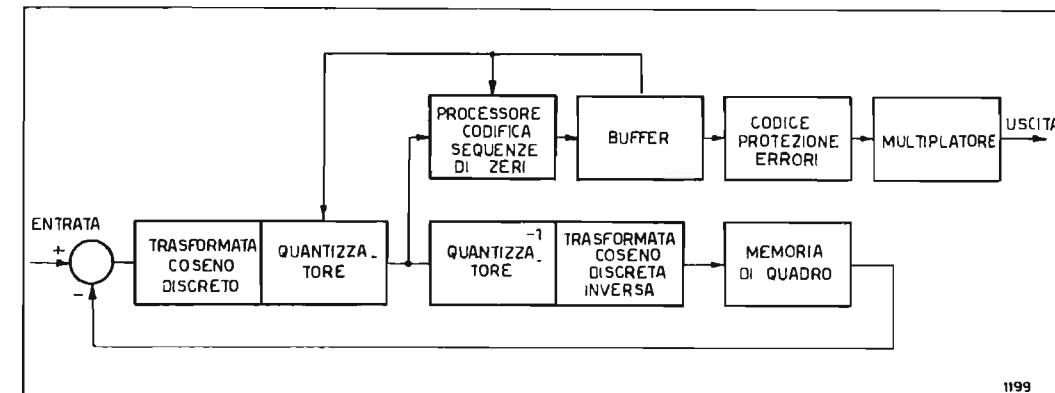 PROCESSORE
CODIFICA
SEQUENZE
DI ZERI
BUFFER
CODICE
PROTEZIONE
ERRORI
MULTIPLATORE
USCITA
ENTRATA
+
-
TRASFORMATA
COSENO
DISCRETO
QUANTIZZA_
TORE
QUANTIZZA_
TORE
-1
TRASFORMATA
COSENO
DISCRETA
INVERSA
MEMORIA
DI QUADRO
1199